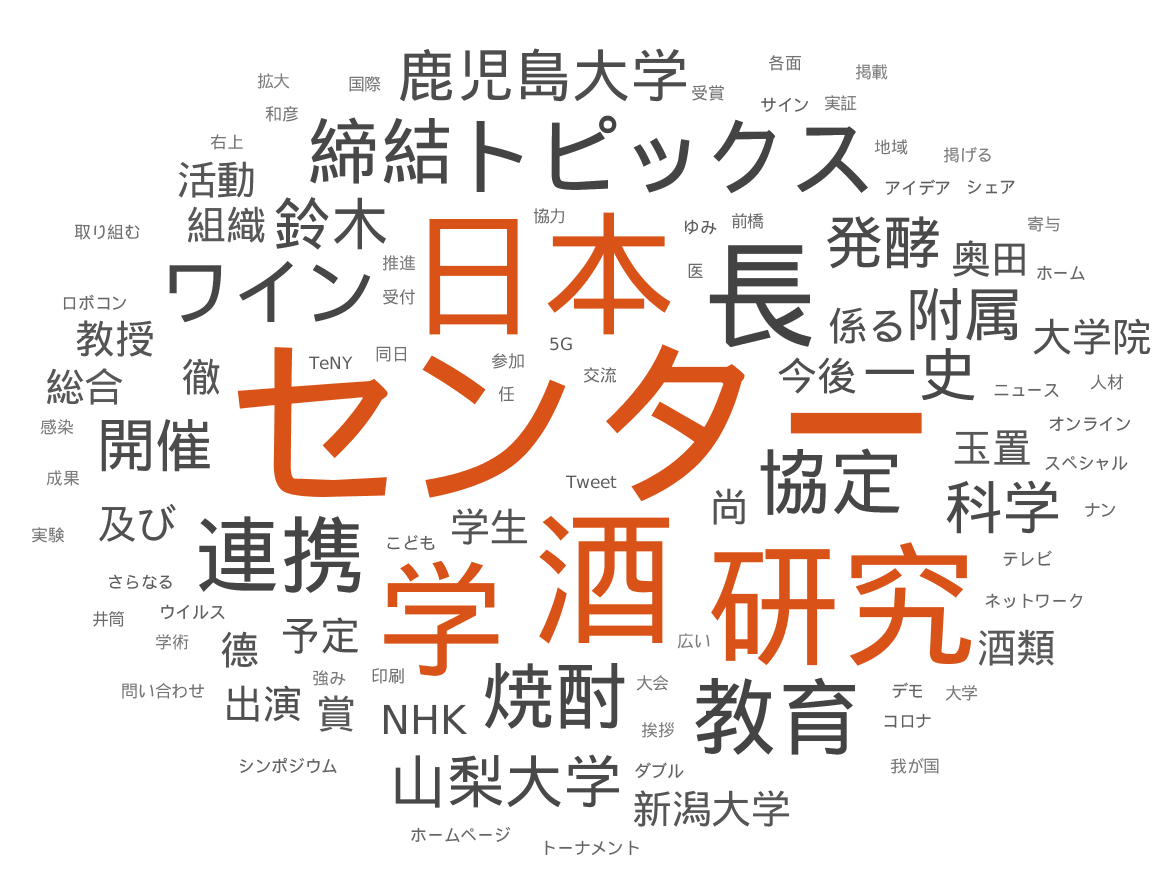 鹿児島大学
各面
掲載
拡大
国際
受賞
サイン
実証
和彦
締結
トピックス
右上
地域
掲げる
活動
アイデア
シェア
組織
鈴木
協力
ゆみ
前橋
発酵
寄与
取り組む
日本
長
奥田
ワイン
推進
医
ホーム
受付
ロボコン
附属
係る
教授
大学院
5G
TeNY
同日
参加
交流
徹
今後
一史
総合
任
ニュース
人材
センター
感染
開催
オンライン
玉置
スペシャル
成果
Tweet
協定
尚
科学
ナン
及び
学生
実験
連携
こども
酒
研究
テレビ
さらなる
学
ネットワーク
井筒
ウイルス
学術
徳
予定
広い
酒類
問い合わせ
強み
印刷
大会
デモ
大学
出演
賞
NHK
焼酎
教育
コロナ
挨拶
シンポジウム
山梨大学
ダブル
我が国
新潟大学
ホームページ
トーナメント